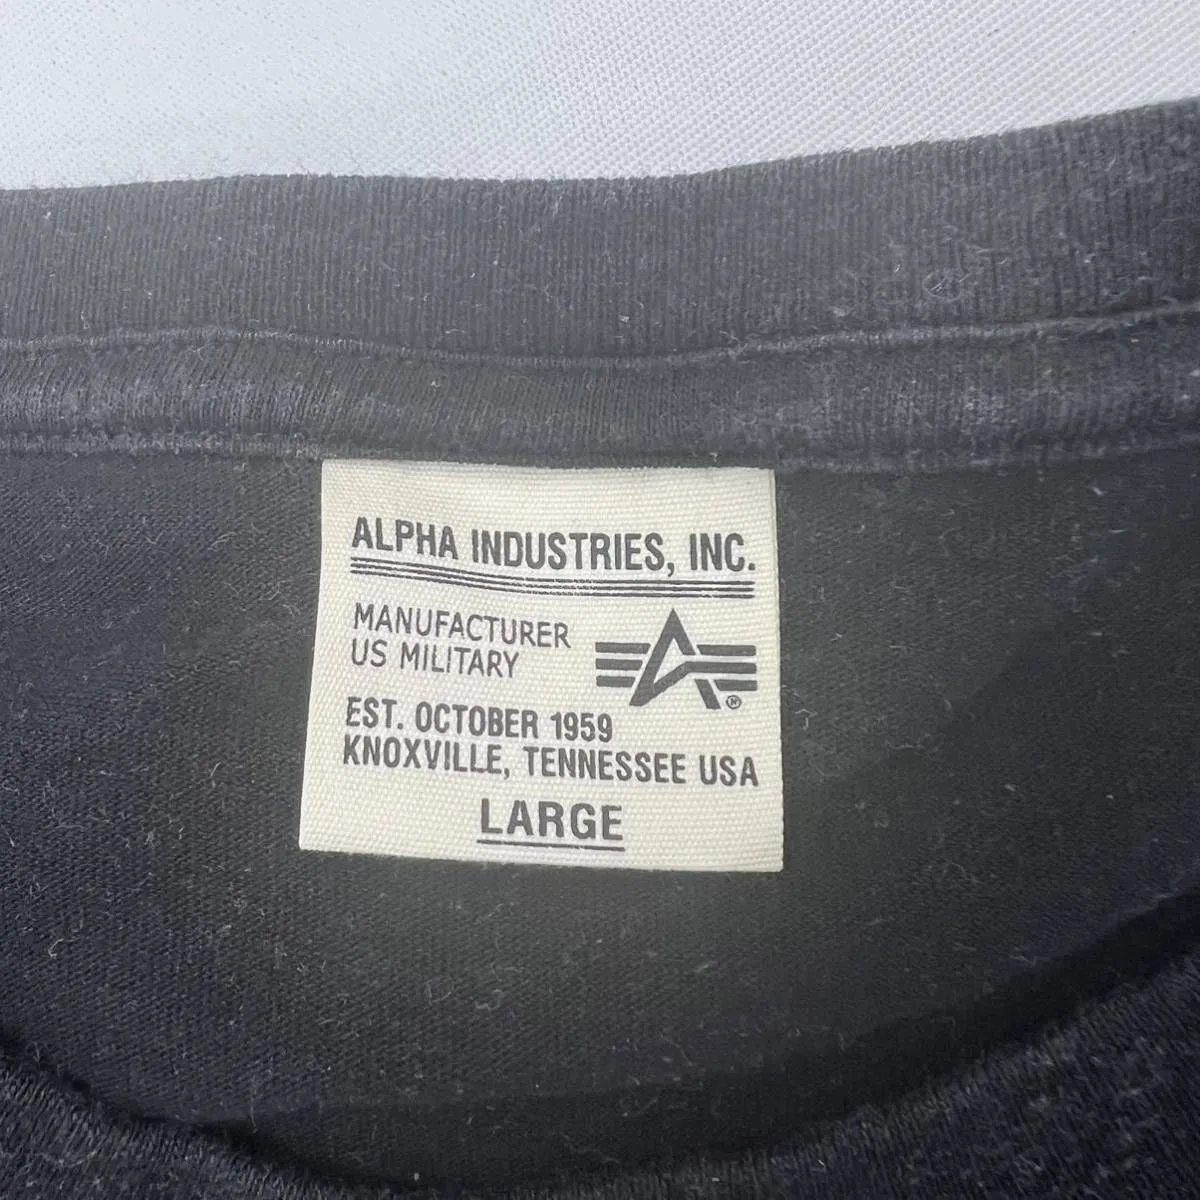 ALPHA INDUSTRIES, INC.
MANUFACTURER
US MILITARY
EST. OCTOBER 1959
KNOXVILLE, TENNESSEE USA
LARGE